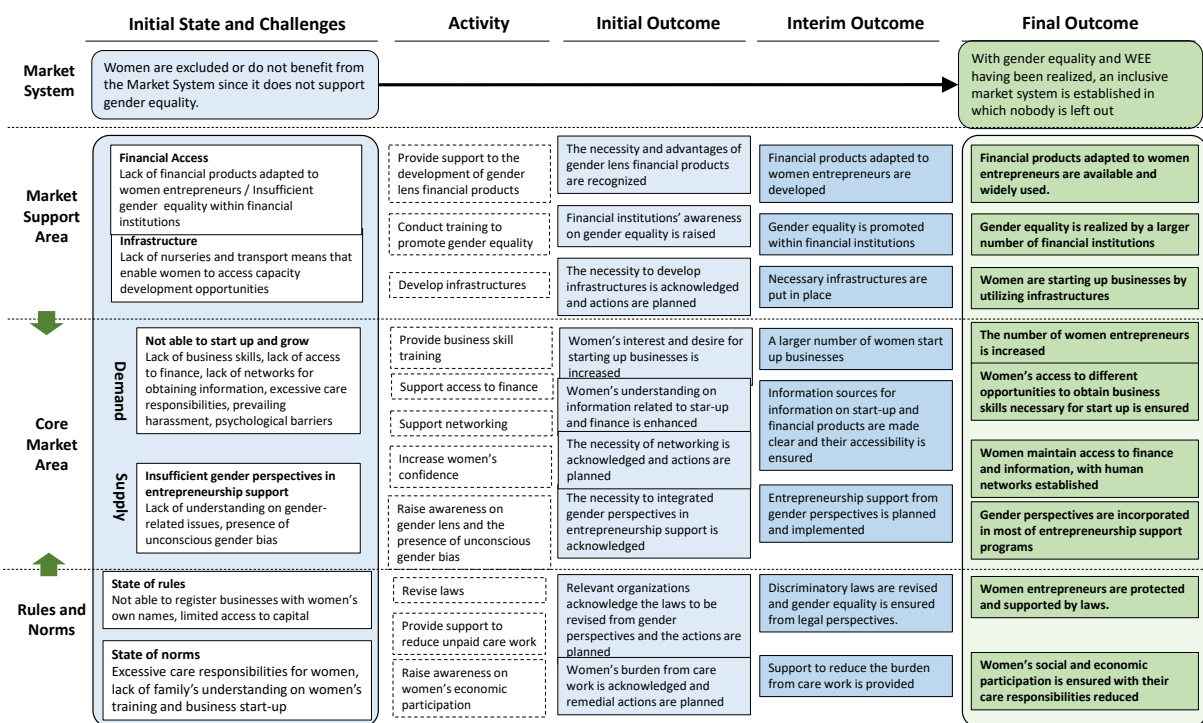 Initial State and Challenges
Activity
Initial Outcome
Interim Outcome
Final Outcome
Market
System
Women are excluded or do not benefit from
the Market System since it does not support
gender equality.
With gender equality and WEE
having been realized, an inclusive
market system is established in
which nobody is left out
Market
Support
Area
Financial Access
Lack of financial products adapted to
women entrepreneurs / Insufficient
gender equality within financial
institutions
Infrastructure
Lack of nurseries and transport means that
enable women to access capacity
development opportunities
Provide support to the
development of gender
lens financial products
Conduct training to
promote gender equality
Develop infrastructures
The necessity and advantages of
gender lens financial products
are recognized
Financial institutions' awareness
on gender equality is raised
The necessity to develop
infrastructures is acknowledged
and actions are planned
Financial products adapted to
women entrepreneurs are
developed
Gender equality is promoted
within financial institutions
Necessary infrastructures are
put in place
Financial products adapted to women
entrepreneurs are available and
widely used.
Gender equality is realized by a larger
number of financial institutions
Women are starting up businesses by
utilizing infrastructures
Core
Market
Area
Demand
Not able to start up and grow
Lack of business skills, lack of access
to finance, lack of networks for
obtaining information, excessive care
responsibilities, prevailing
harassment, psychological barriers
Supply
Insufficient gender perspectives in
entrepreneurship support
Lack of understanding on gender-
related issues, presence of
unconscious gender bias
Provide business skill
training
Support access to finance
Support networking
Increase women's
confidence
Raise awareness on
gender lens and the
presence of unconscious
gender bias
Women's interest and desire for
starting up businesses is
increased
Women's understanding on
information related to star-up
and finance is enhanced
The necessity of networking is
acknowledged and actions are
planned
The necessity to integrated
gender perspectives in
entrepreneurship support is
acknowledged
A larger number of women start
up businesses
Information sources for
information on start-up and
financial products are made
clear and their accessibility is
ensured
Entrepreneurship support from
gender perspectives is planned
and implemented
The number of women entrepreneurs
is increased
Women's access to different
opportunities to obtain business
skills necessary for start up is ensured
Women maintain access to
finance and information, with human
networks established
Gender perspectives are incorporated
in most of entrepreneurship support
programs
Rules and
Norms
State of rules
Not able to register businesses with women's
own names, limited access to capital
State of norms
Excessive care responsibilities for women,
lack of family's understanding on women's
training and business start-up
Revise laws
Provide support to
reduce unpaid care work
Raise awareness on
women's economic
participation
Relevant organizations
acknowledge the laws to be
revised from gender
perspectives and the actions are
planned
Women's burden from care
work is acknowledged and
remedial actions are planned
Discriminatory laws are revised
and gender equality is ensured
from legal perspectives.
Support to reduce the burden
from care work is provided
Women entrepreneurs are protected
and supported by laws.
Women's social and economic
participation is ensured with their
care responsibilities reduced